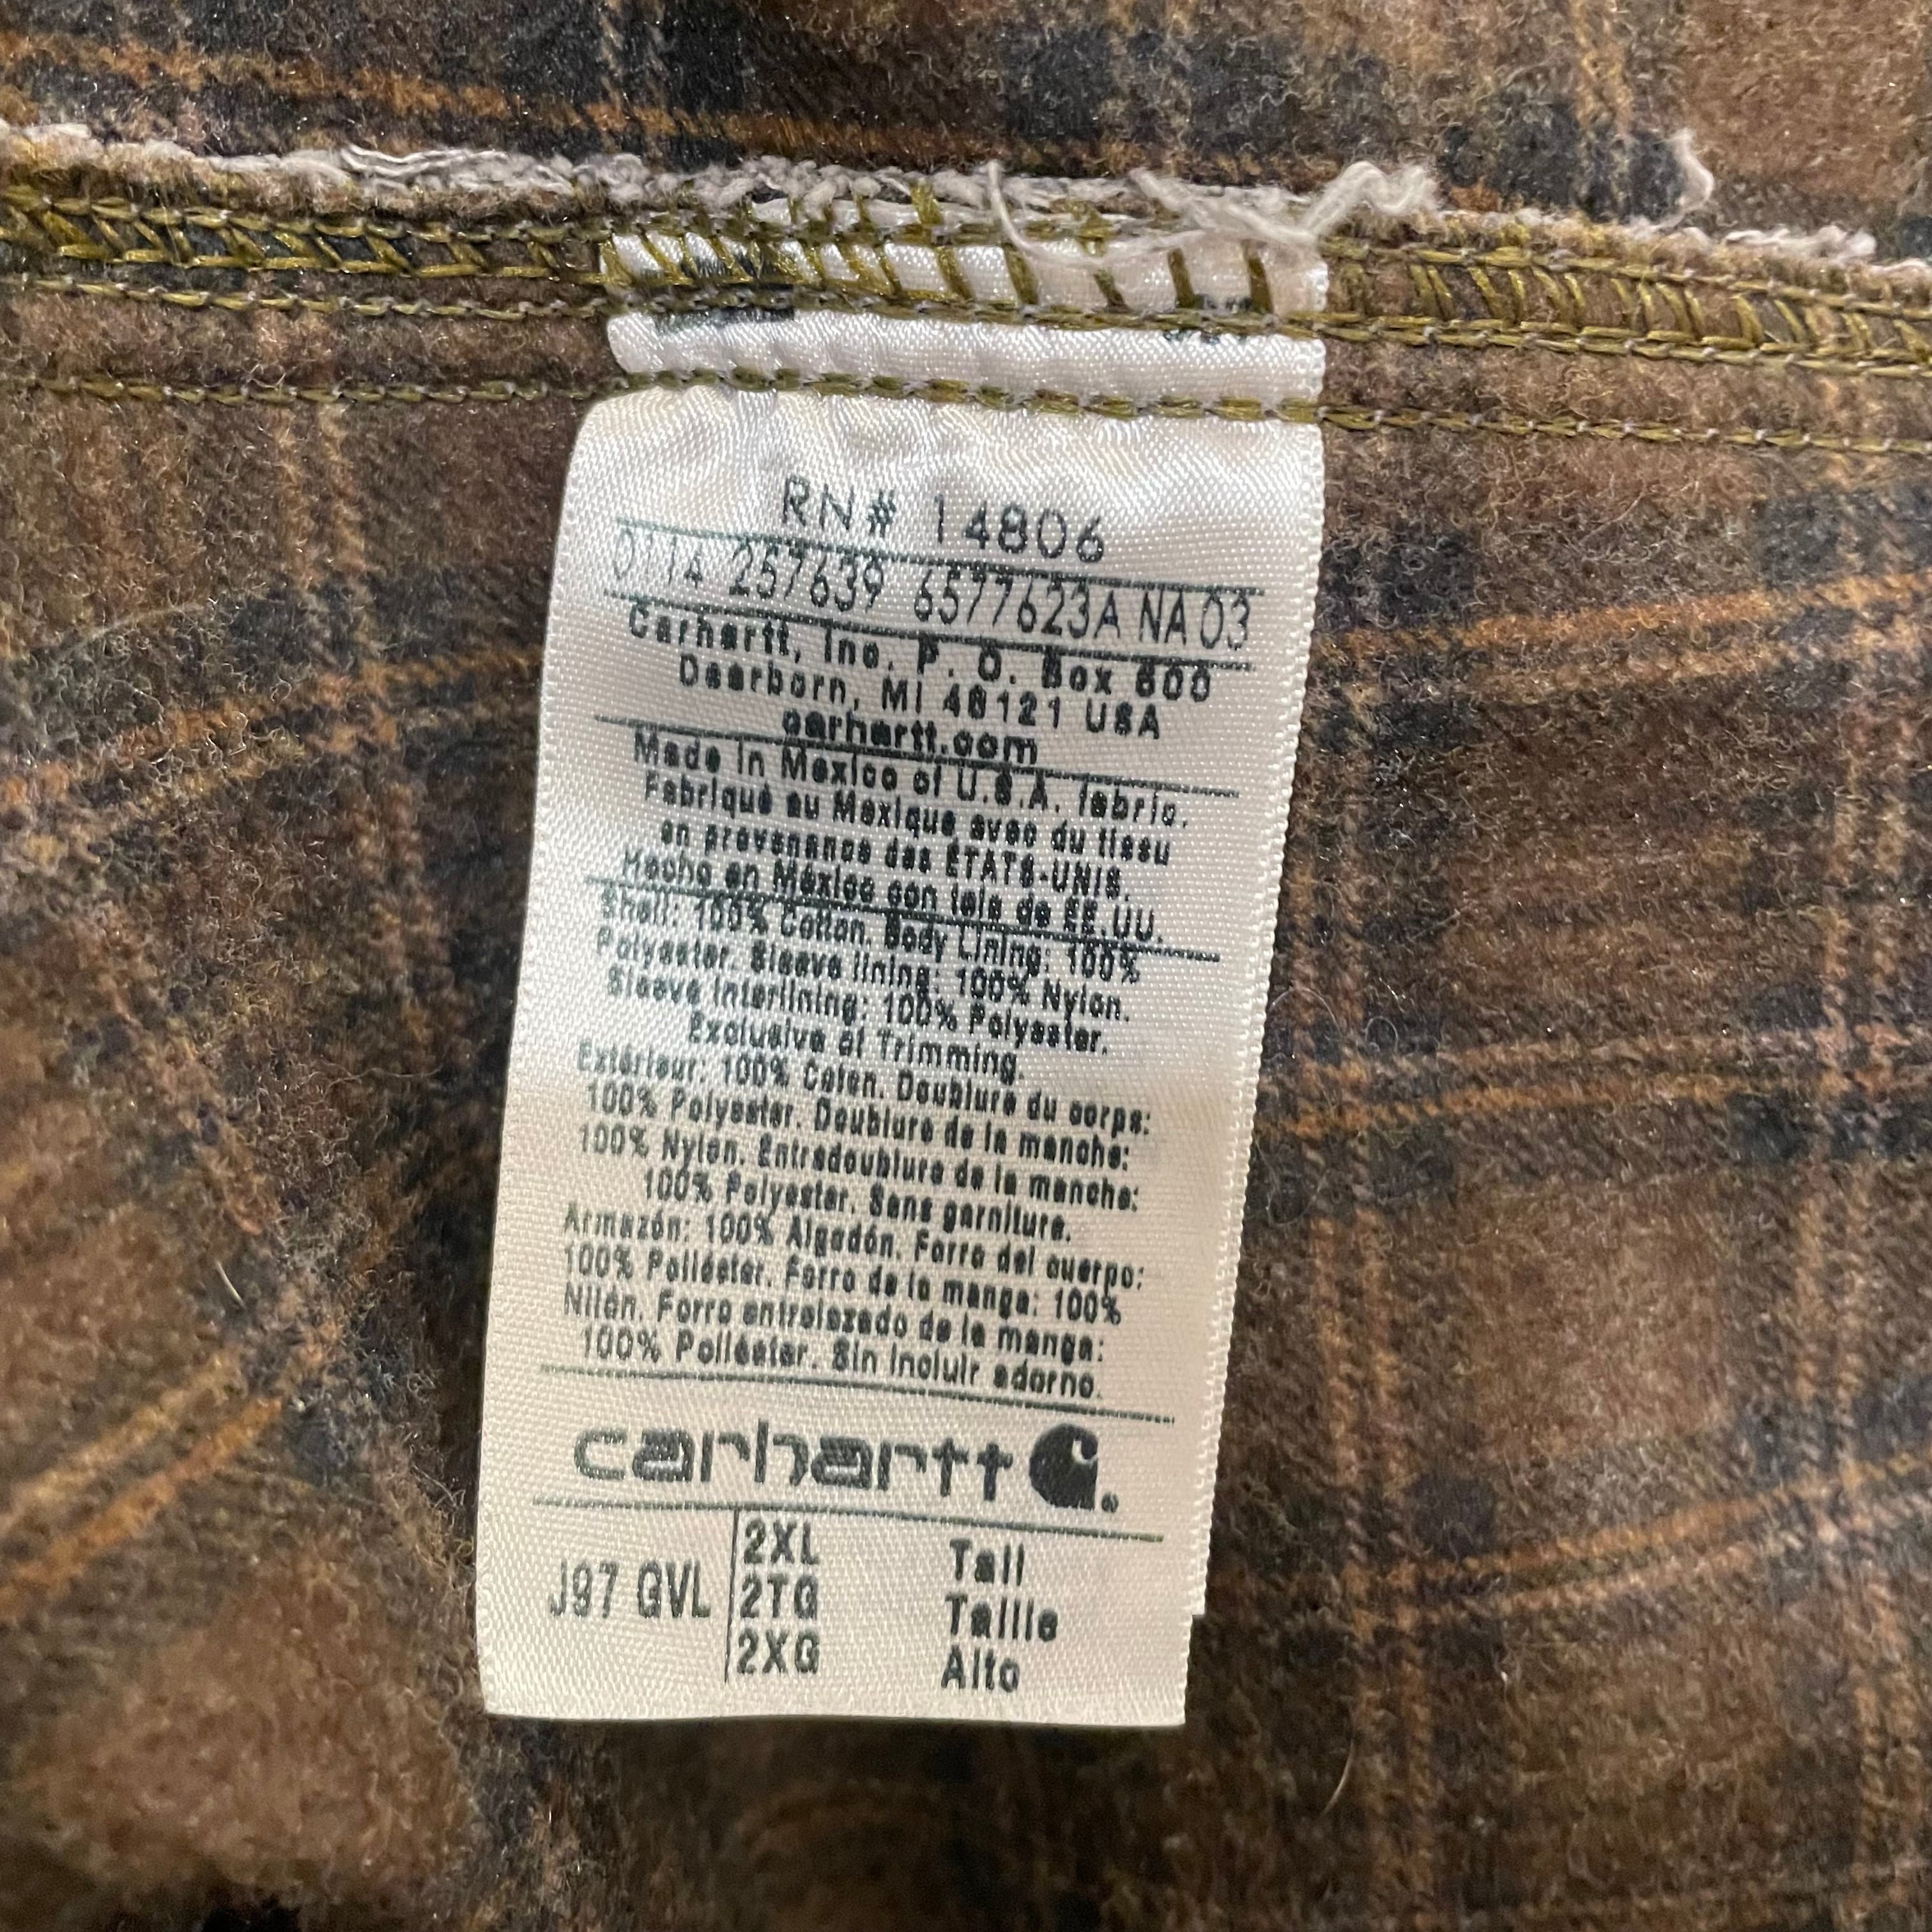 RN# 14806
0114 257639 6577623A NA 03
Carhartt, Inc. P. O. Box 600
Dearborn, MI 48121 USA
carhartt.com
Made in Mexico of U.S.A. fabric.
Fabriqué au Mexique avec du tissu
en provenance des ÉTATS-UNIS.
Hecho en México con tela de EE.UU.
Shell: 100% Cotton. Body Lining: 100%
Polyester. Sleeve lining: 100% Nylon.
Sleeve Interlining: 100% Polyester.
Exclusive of Trimming
Extérieur: 100% Coton. Doublure du corps:
100% Polyester. Doublure de la manche:
100% Nylon. Entredoublure de la manche:
100% Polyester. Sans garniture.
Armazón: 100% Algodón. Forro del cuerpo:
100% Poliéster. Forro de la manga: 100%
Nilón. Forro entrelazado de la manga:
100% Poliéster. Sin incluir adorno.
carhartt
J97 GVL
2XL Tall
2TG Taille
2XG Alto